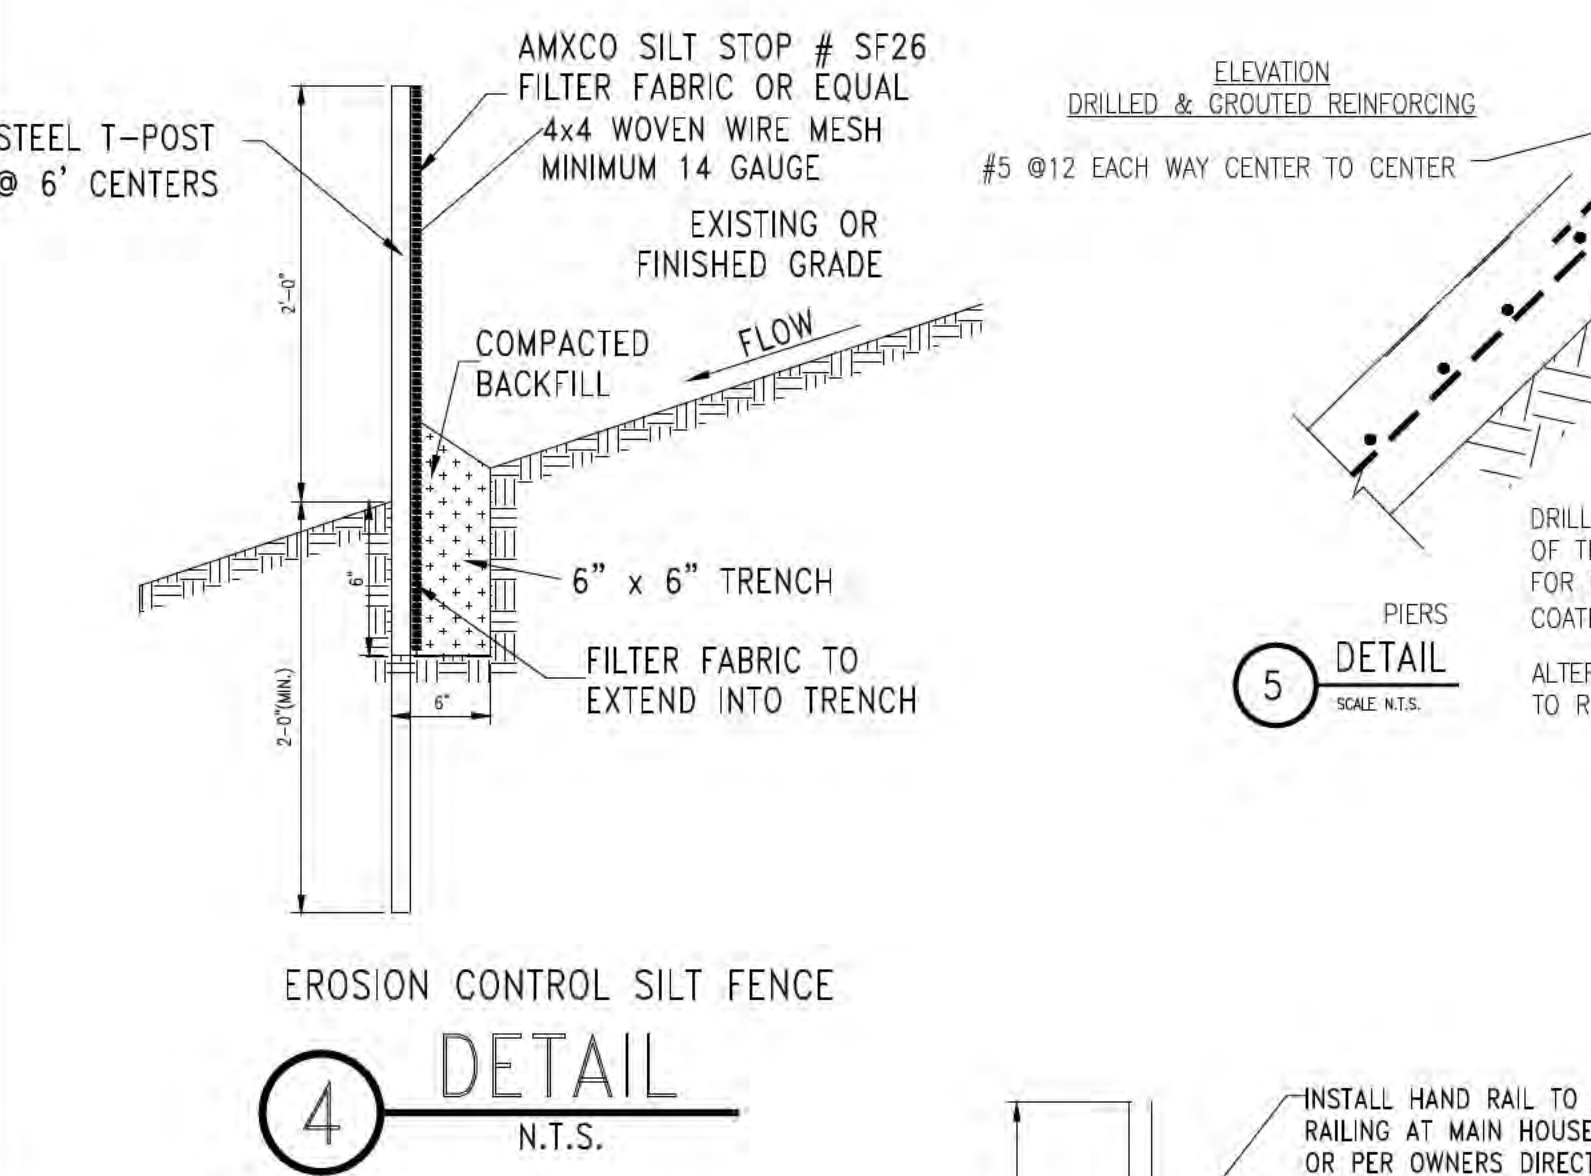 AMXCO SILT STOP # SF26
FILTER FABRIC OR EQUAL
4x4 WOVEN WIRE MESH
MINIMUM 14 GAUGE
STEEL T-POST
@ 6' CENTERS
EXISTING OR
FINISHED GRADE
2'-0"
FLOW
COMPACTED
BACKFILL
6"
6" x 6" TRENCH
FILTER FABRIC TO
EXTEND INTO TRENCH
6"
2-0"(MIN.)
EROSION CONTROL SILT FENCE
4
DETAIL
N.T.S.
ELEVATION
DRILLED & GROUTED REINFORCING
#5 @12 EACH WAY CENTER TO CENTER
PIERS
5
DETAIL
SCALE N.T.S.
DRILL
OF
FOR
TO
INSTALL HAND RAIL TO
RAILING AT MAIN HOUSE
OR PER OWNERS DIRECT